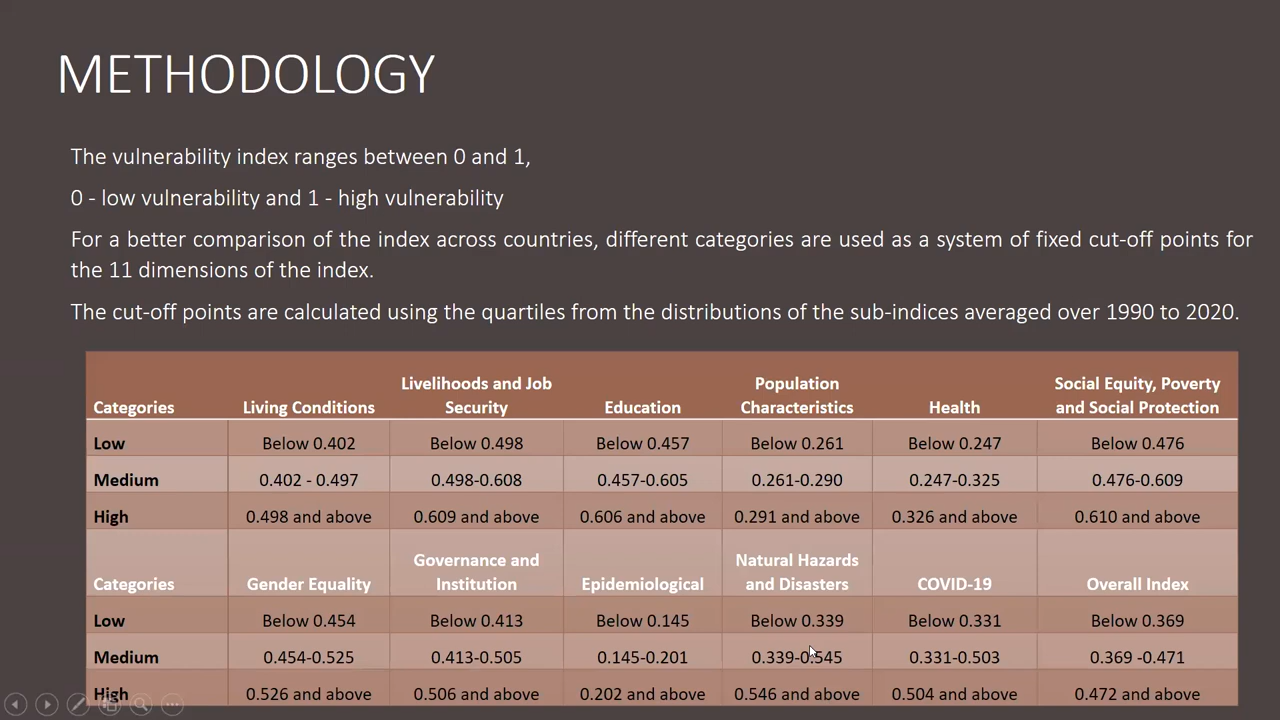 METHODOLOGY
The vulnerability index ranges between 0 and 1,
0 - low vulnerability and 1 - high vulnerability
For a better comparison of the index across countries, different categories are used as a system of fixed cut-off points for
the 11 dimensions of the index.
The cut-off points are calculated using the quartiles from the distributions of the sub-indices averaged over 1990 to 2020.
Categories Living Conditions Livelihoods and Job Security Education Population Characteristics Health Social Equity, Poverty and Social Protection
Low Below 0.402 Below 0.498 Below 0.457 Below 0.261 Below 0.247 Below 0.476
Medium 0.402 - 0.497 0.498-0.608 0.457-0.605 0.261-0.290 0.247-0.325 0.476-0.609
High 0.498 and above 0.609 and above 0.606 and above 0.291 and above 0.326 and above 0.610 and above
Categories Gender Equality Governance and Institution Epidemiological Natural Hazards and Disasters COVID-19 Overall Index
Low Below 0.454 Below 0.413 Below 0.145 Below 0.339 Below 0.331 Below 0.369
Medium 0.454-0.525 0.413-0.505 0.145-0.201 0.339-0.545 0.331-0.503 0.369 -0.471
High 0.526 and above 0.506 and above 0.202 and above 0.546 and above 0.504 and above 0.472 and above